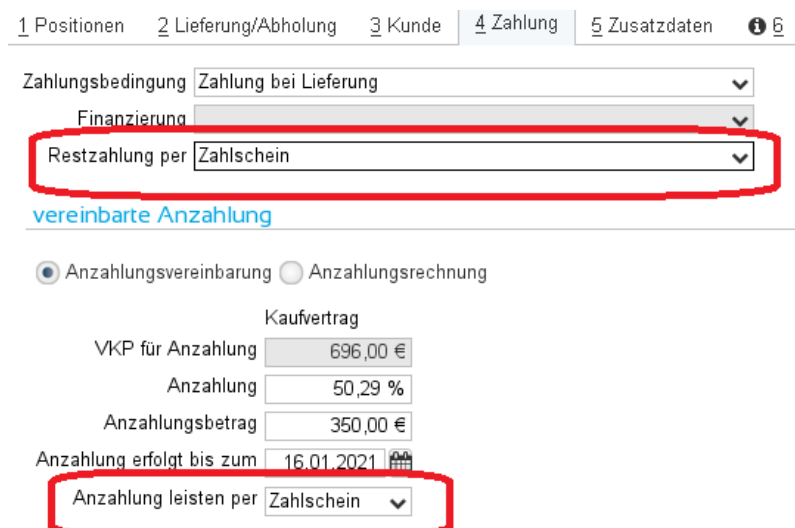 1 Positionen 2 Lieferung/Abholung 3 Kunde 4 Zahlung 5 Zusatzdaten 6
Zahlungsbedingung Zahlung bei Lieferung
Finanzierung
Restzahlung per Zahlschein
vereinbarte Anzahlung
Anzahlungsvereinbarung Anzahlungsrechnung
Kaufvertrag
VKP für Anzahlung 696,00 €
Anzahlung 50,29 %
Anzahlungsbetrag 350,00 €
Anzahlung erfolgt bis zum 16.01.2021
Anzahlung leisten per Zahlschein